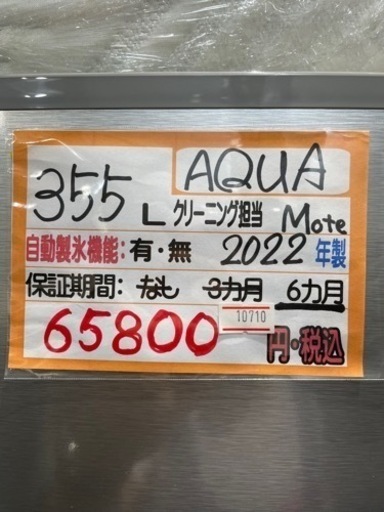 AQUA
355 L クリーニング担当 Mote
自動製氷機能:有・無 2022 年製
保証期間: なし 3カ月 6カ月
65800 円・税込
10710